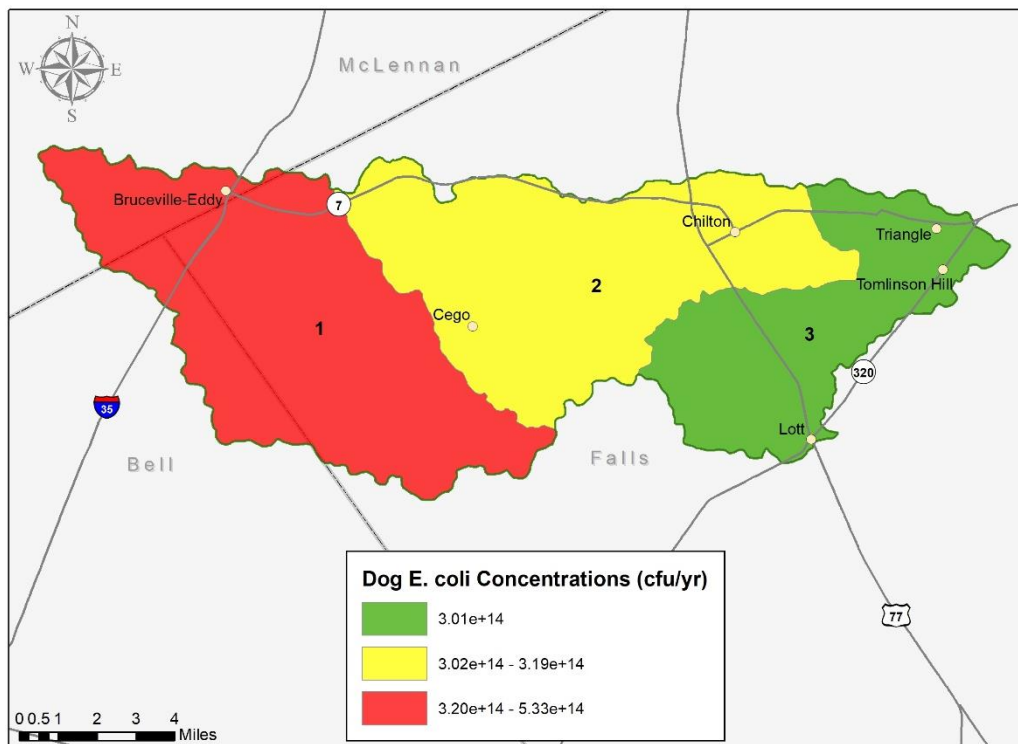 N
W E
S
McLennan
Bruceville-Eddy
7
Chilton
Triangle
2
Tomlinson Hill
Cego
1
3
320
35
Lott
Bell
Falls
Dog E. coli Concentrations (cfu/yr)
3.01e+14
3.02e+14 - 3.19e+14
3.20e+14 - 5.33e+14
77
0 0.5 1 2 3 4
Miles